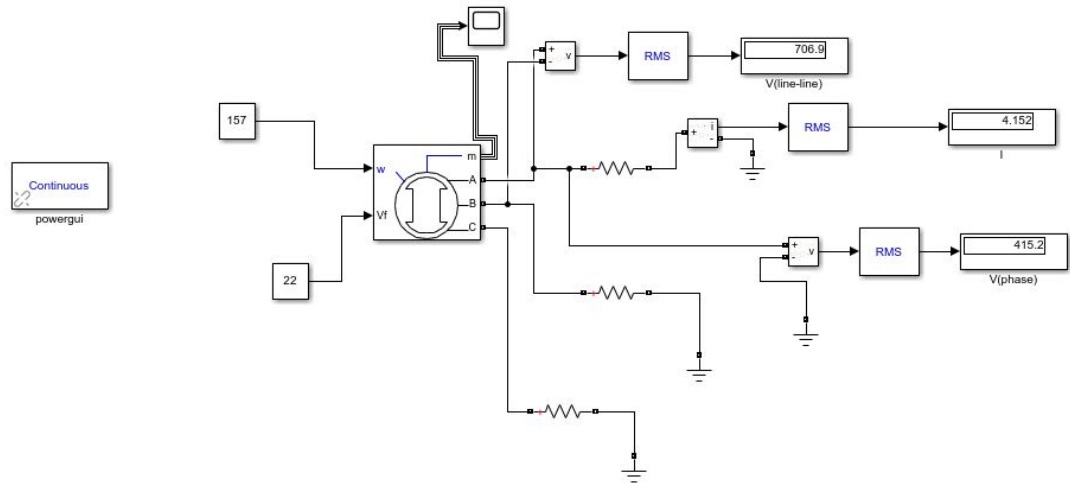 +
-
v
RMS
706.9
V(line-line)
157
+
i
-
RMS
4.152
I
m
w
A
Continuous
powergui
B
Vf
C
+
-
v
RMS
415.2
V(phase)
22